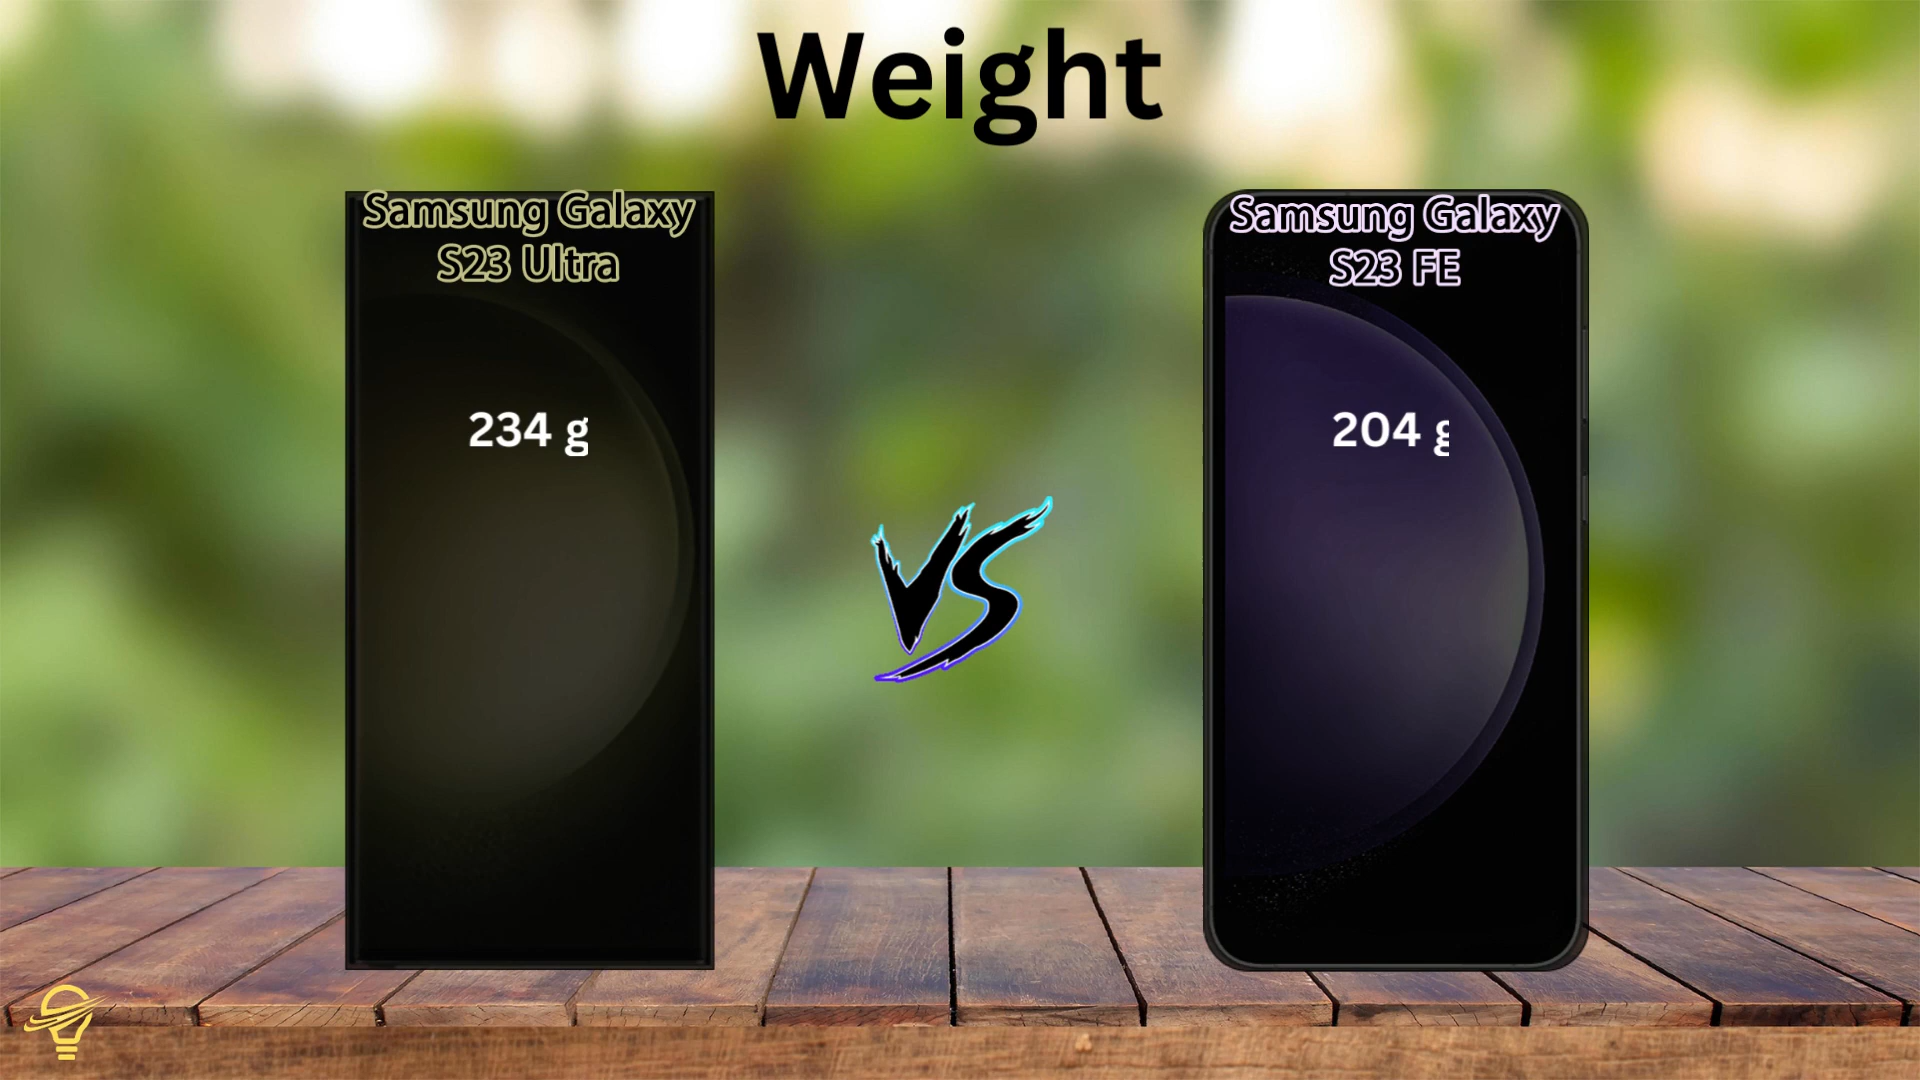 Weight
Samsung Galaxy
S23 Ultra
Samsung Galaxy
S23 FE
234 g
204 g
VS